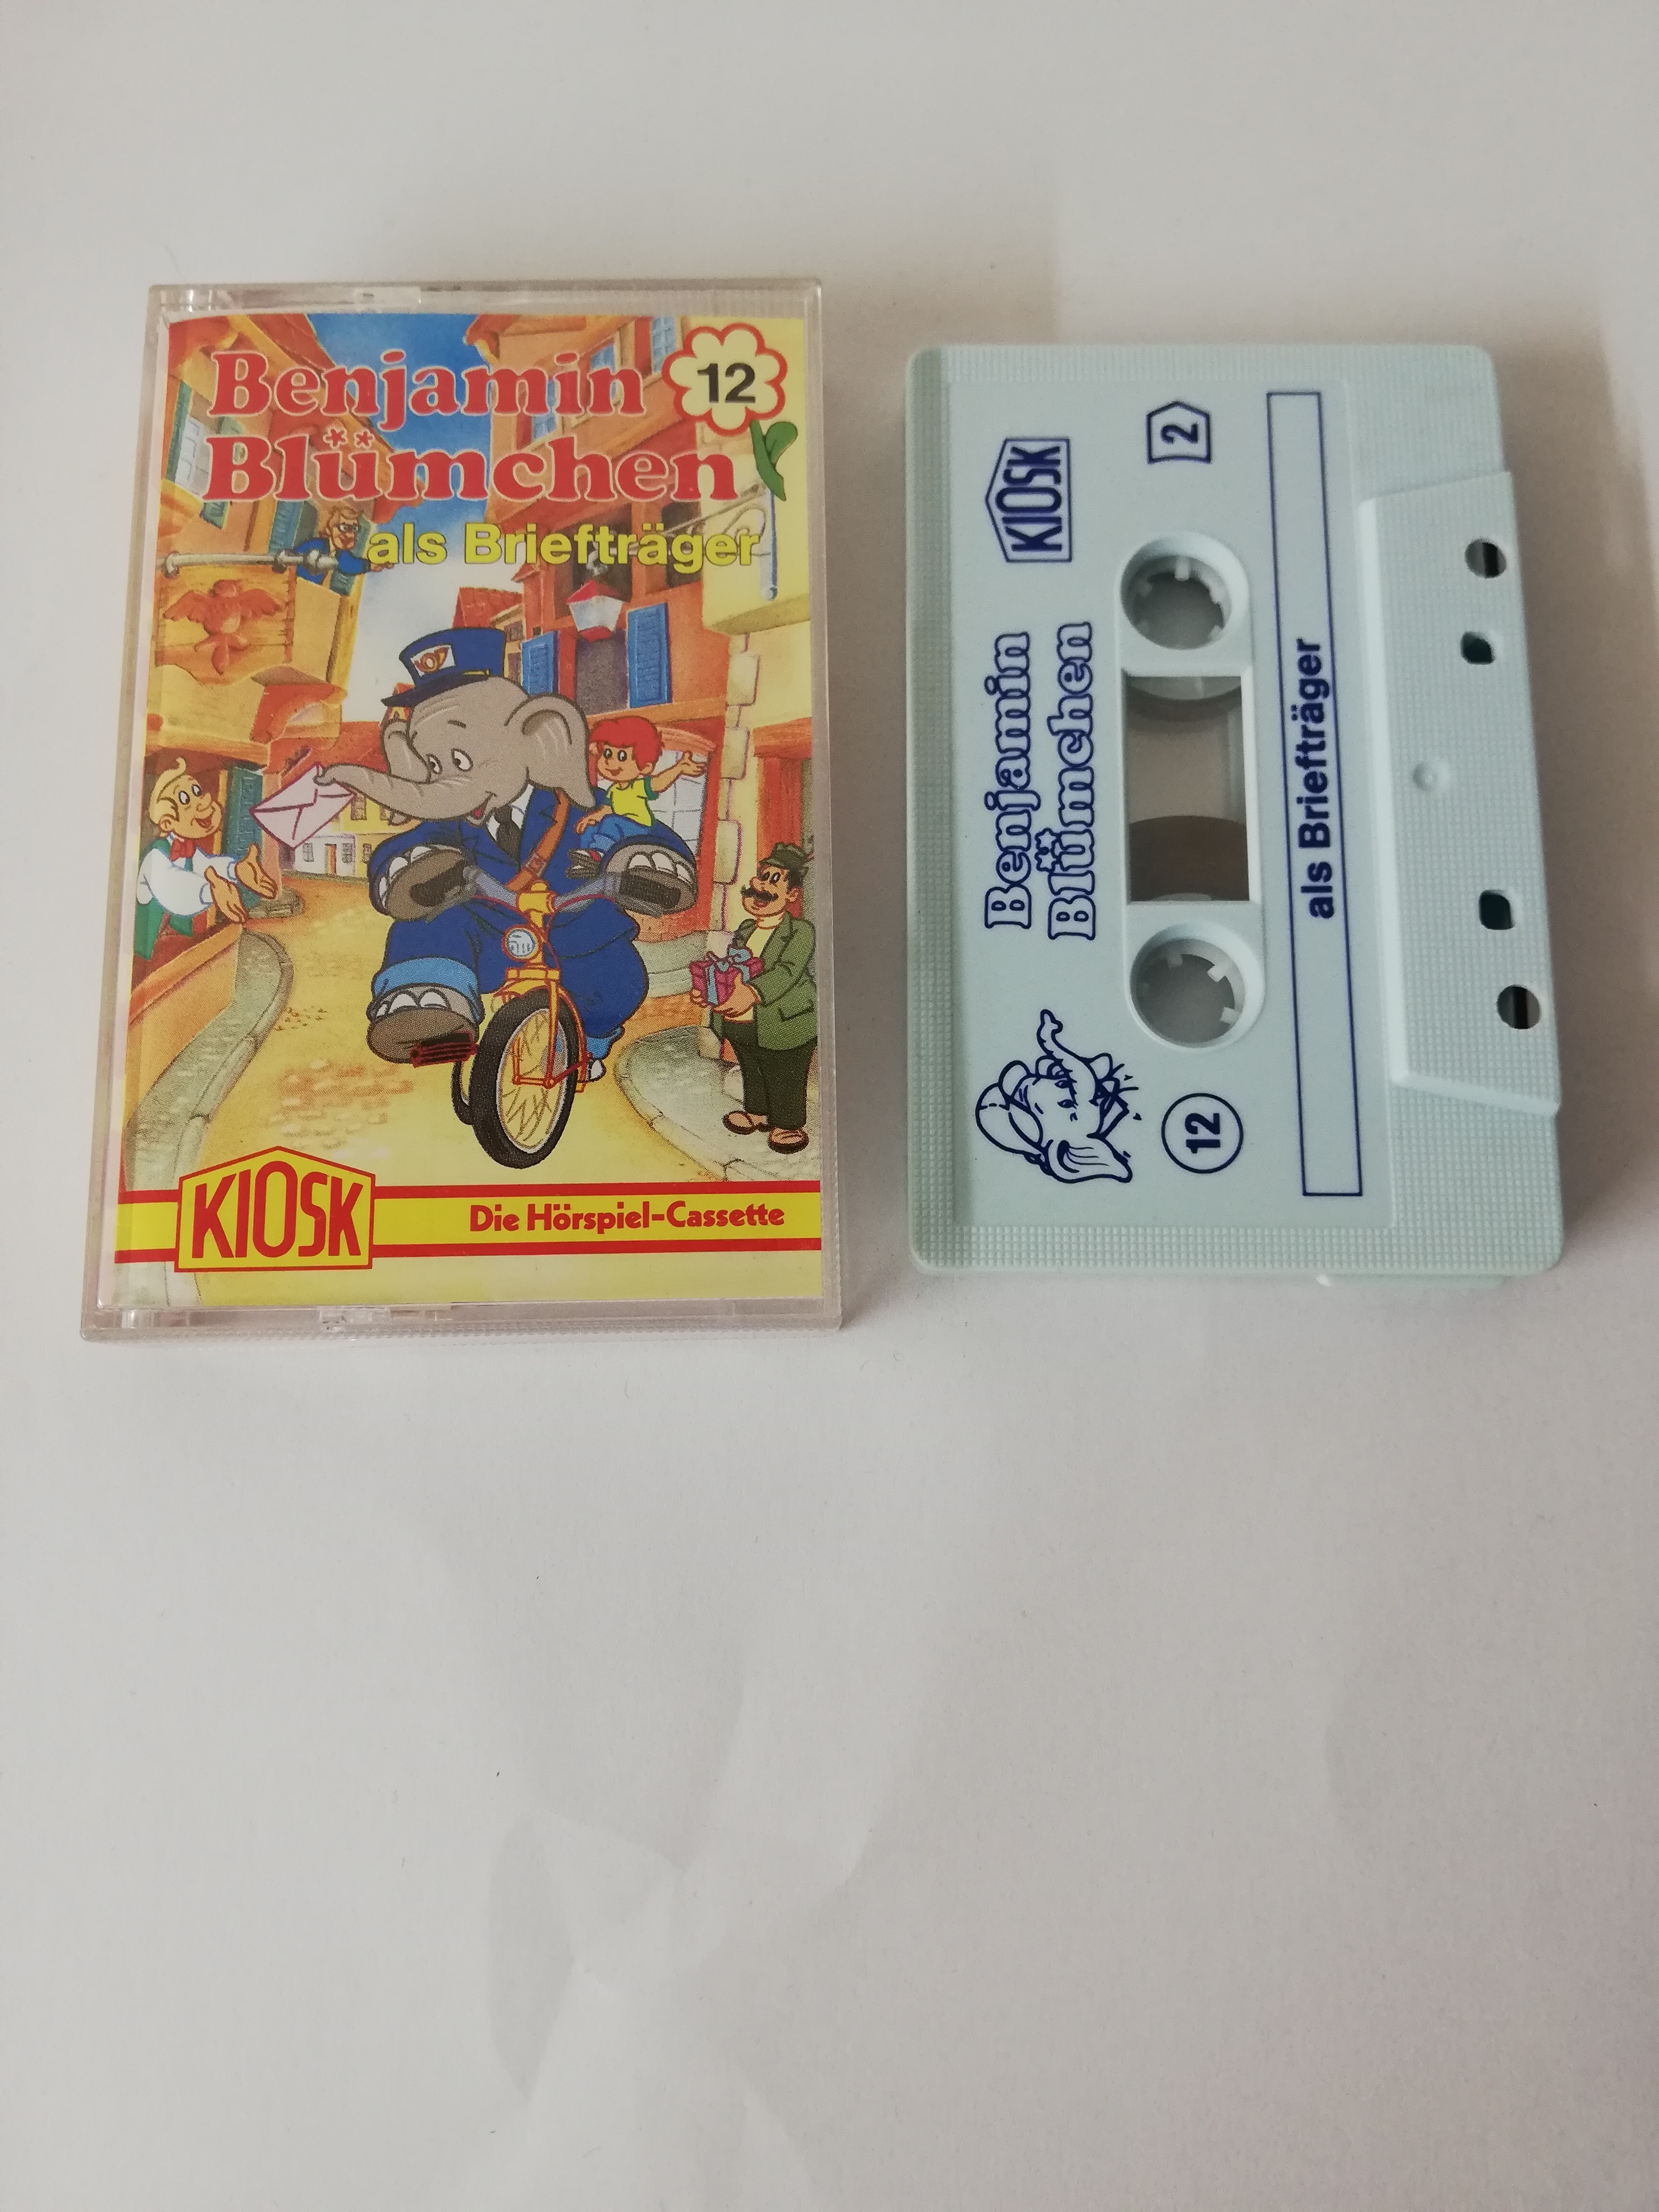 Benjamin
12
Blümchen
als Briefträger
KIOSK
Die Hörspiel-Cassette
KIOSK
2
Benjamin
Blümchen
12
als Briefträger